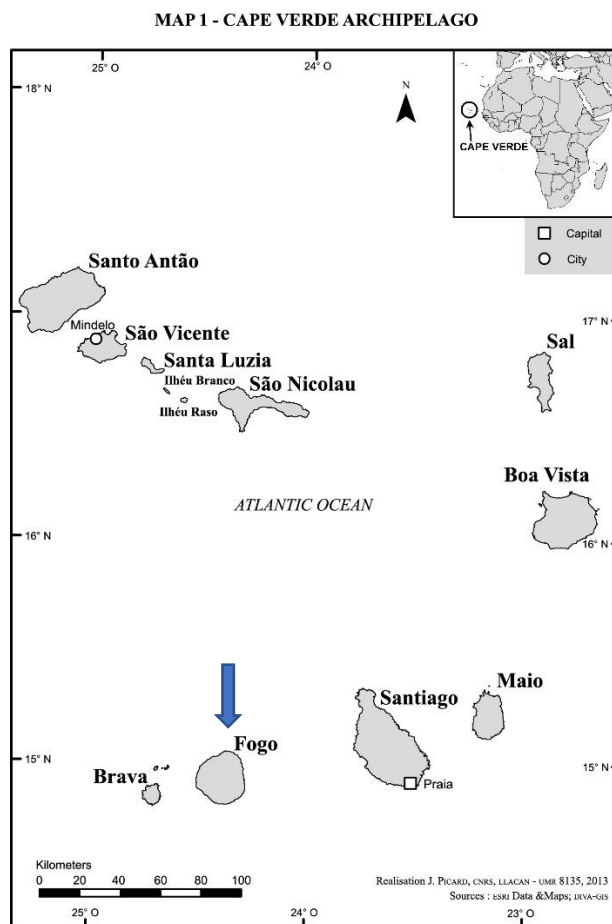 MAP 1 - CAPE VERDE ARCHIPELAGO
25° O
24° O
18° N
N
CAPE VERDE
Capital
City
Santo Antão
Mindelo
São Vicente
17° N
Santa Luzia
Sal
Ilhéu Branco
São Nicolau
Ilhéu Raso
Boa Vista
ATLANTIC OCEAN
16° N
16° N
Maio
Santiago
Fogo
15° N
15° N
Brava
Praia
Kilometers
0 20 40 60 80 100
Realisation J. PICARD, CNRS, LLACAN - UMR 8135, 2013
Sources : ESRI Data &Maps; DIVA-GIS
25° O
24° O
23° O